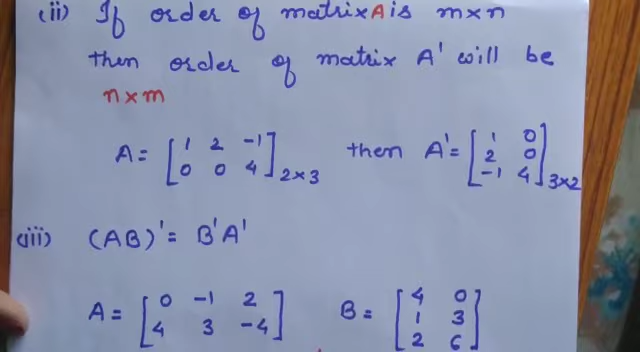 (ii) If order of matrix A is m×n
then order of matrix A' will be
n×m
A = [1 2 -1
0 0 4] 2×3 then A' = [1 0
2 0
-1 4] 3×2
(iii) (AB)' = B'A'
A = [0 -1 2
4 3 -4] B = [4 0
1 3
2 6]